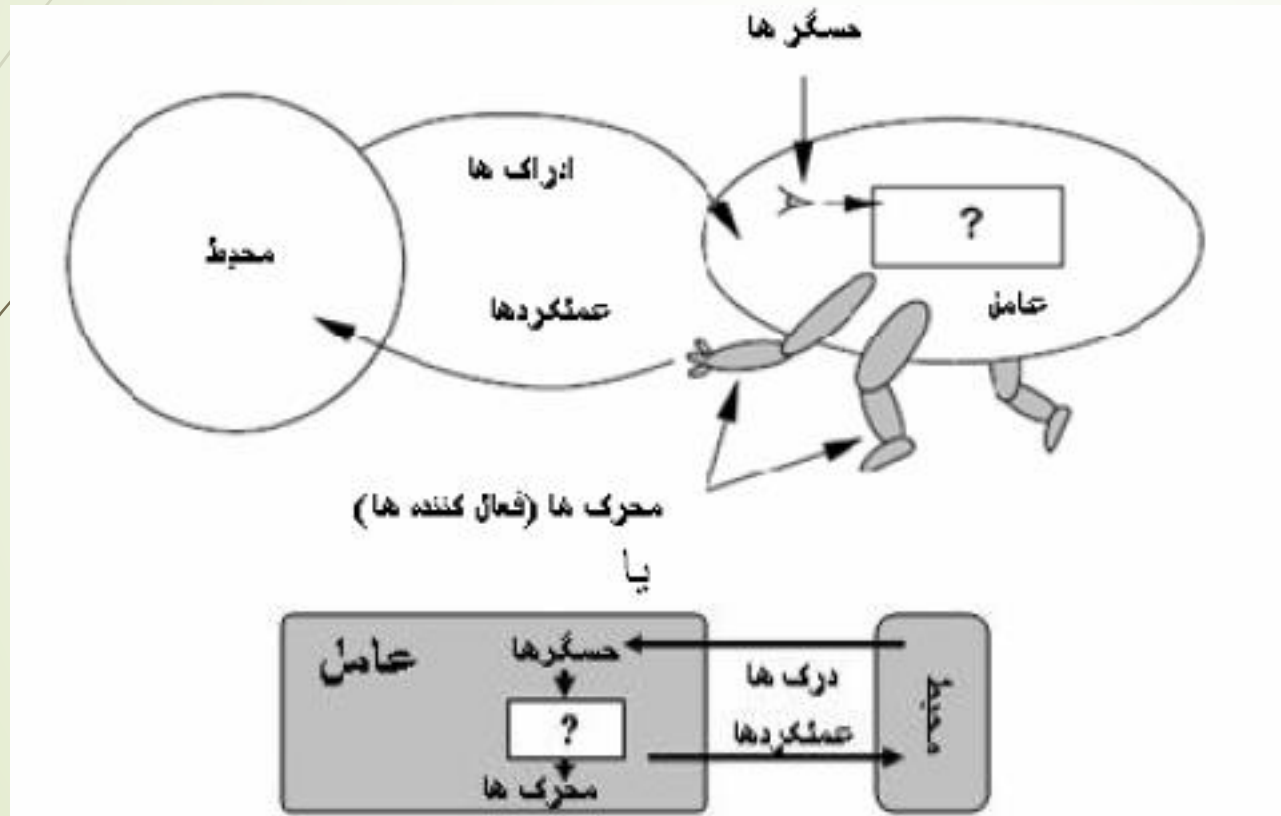 حسگر ها
ادراک ها
?
محیط
عملکردها
عامل
محرک ها (فعال کننده ها)
یا
عامل
حسگرها
?
محرک ها
درک ها
عملکردها
محیط